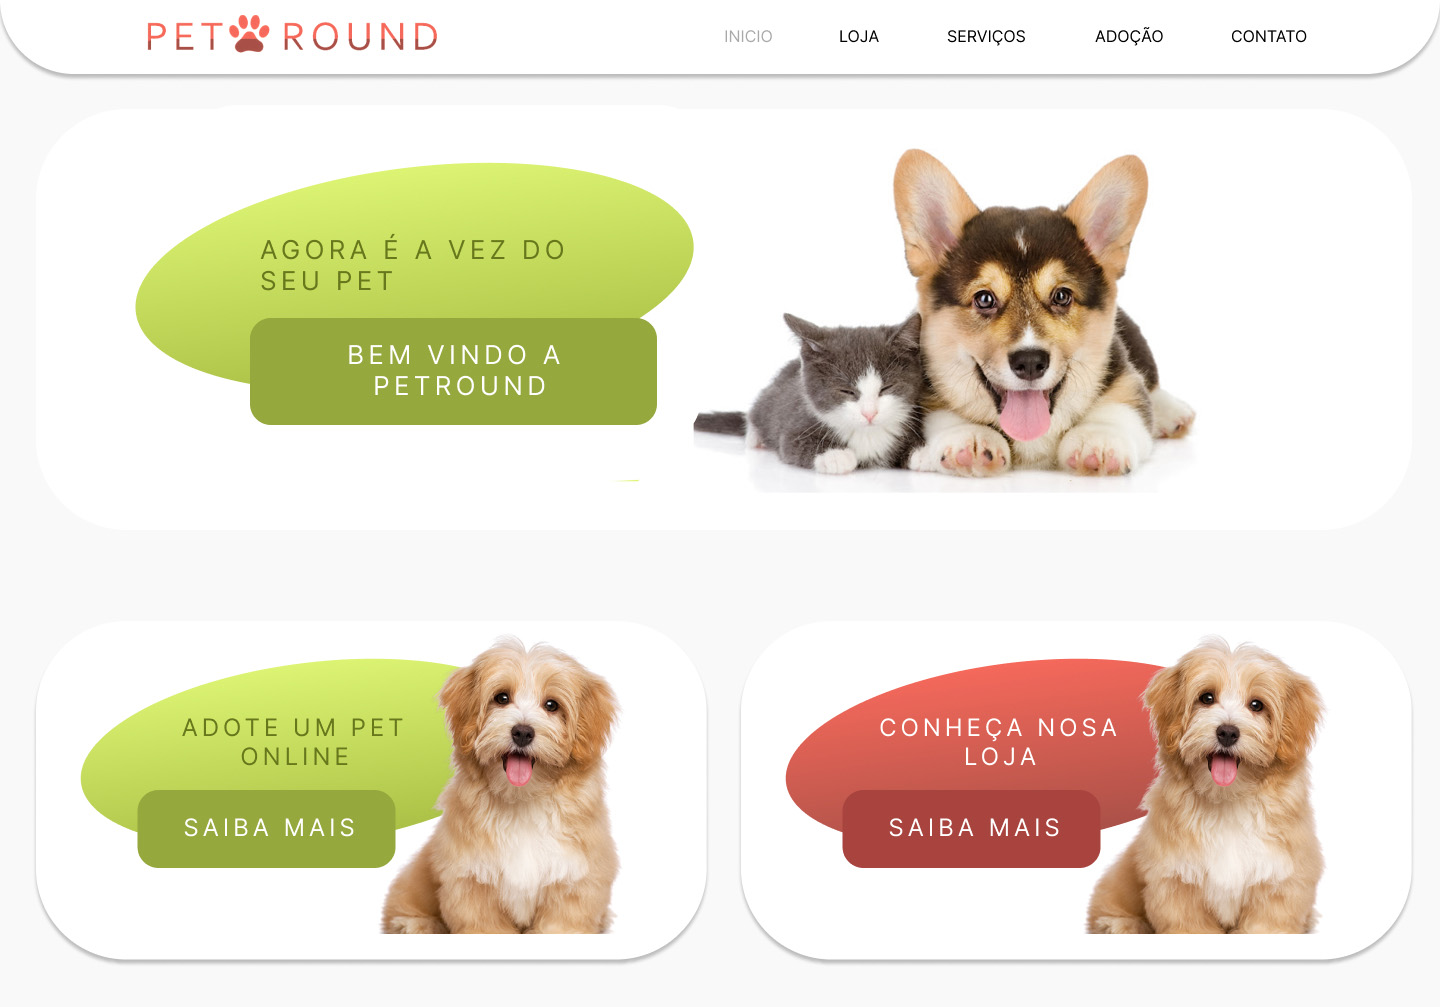 PET ROUND
INICIO LOJA SERVIÇOS ADOÇÃO CONTATO
AGORA É A VEZ DO
SEU PET
BEM VINDO A
PETROUND
ADOTE UM PET
ONLINE
SAIBA MAIS
CONHEÇA NOSA
LOJA
SAIBA MAIS